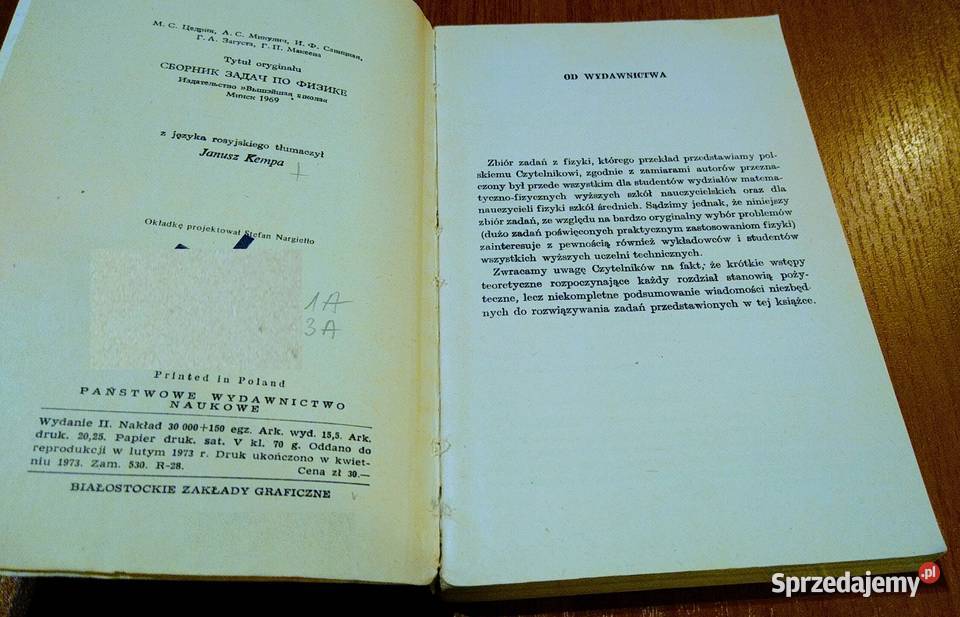 М. С. Цедрик, А. С. Микулич, И. Ф. Савицкая,
Г. А. Загуста, Г. П. Макеева
Tytuł oryginału
СБОРНИК ЗАДАЧ ПО ФИЗИКЕ
Издательство »Вышэйшая школа«
Минск 1969
z języka rosyjskiego tłumaczył
Janusz Kempa
Okładkę projektował Stefan Nargiełło
1A
3A
Printed in Poland
PAŃSTWOWE WYDAWNICTWO
NAUKOWE
Wydanie II. Nakład 30 000+150 egz. Ark. wyd. 15,5. Ark.
druk. 20,25. Papier druk. sat. V kl. 70 g. Oddano do
reprodukcji w lutym 1973 r. Druk ukończono w kwiet-
niu 1973. Zam. 530. R-28. Cena zł 30.—
BIAŁOSTOCKIE ZAKŁADY GRAFICZNE
OD WYDAWNICTWA
Zbiór zadań z fizyki, którego przekład przedstawiamy pol-
skiemu Czytelnikowi, zgodnie z zamiarami autorów przezna-
czony był przede wszystkim dla studentów wydziałów matema-
tyczno-fizycznych wyższych szkół nauczycielskich oraz dla
nauczycieli fizyki szkół średnich. Sądzimy jednak, że niniejszy
zbiór zadań, ze względu na bardzo oryginalny wybór problemów
(dużo zadań poświęconych praktycznym zastosowaniom fizyki)
zainteresuje z pewnością również wykładowców i studentów
wszystkich wyższych uczelni technicznych.
Zwracamy uwagę Czytelników na fakt, że krótkie wstępy
teoretyczne rozpoczynające każdy rozdział stanowią poży-
teczne, lecz niekompletne podsumowanie wiadomości niezbęd-
nych do rozwiązywania zadań przedstawionych w tej książce.
Sprzedajemy.pl